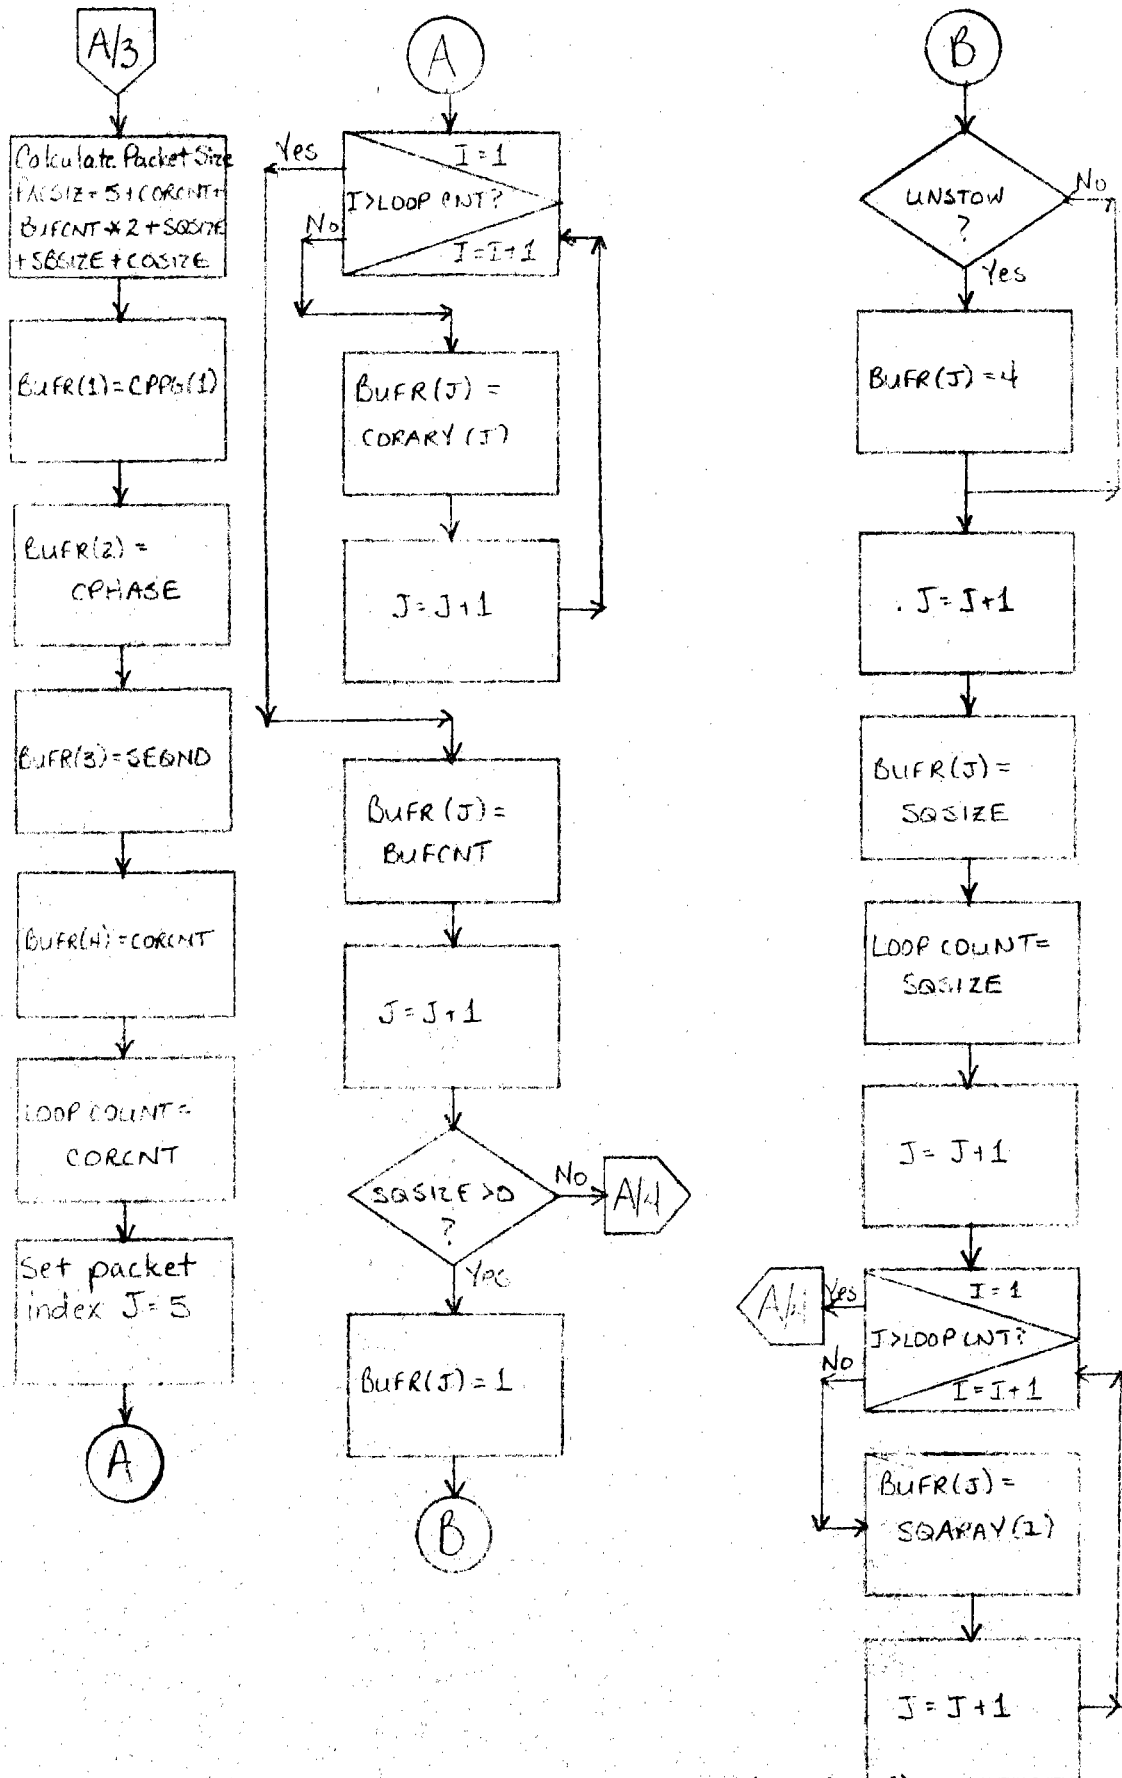 A/3
Calculate Packet Size
PACSIZ=5+CORCNT+
BUFCNT*2+SQSIZE
+SBSIZE+COSIZE
BUFR(1)=CPPG(1)
BUFR(2)=
CPHASE
BUFR(3)=SEQNO
BUFR(4)=CORCNT
LOOP COUNT=
CORCNT
Set packet
index J=5
A
A
I=1
Yes
I>LOOP CNT?
No
I=I+1
BUFR(J)=
CORARY(J)
J=J+1
BUFR(J)=
BUFCNT
J=J+1
SQSIZE>0
?
No
A/4
Yes
BUFR(J)=1
B
B
UNSTOW
?
No
Yes
BUFR(J)=4
J=J+1
BUFR(J)=
SQSIZE
LOOP COUNT=
SQSIZE
J=J+1
I=1
A/4
Yes
I>LOOP CNT?
No
I=I+1
BUFR(J)=
SQARAY(I)
J=J+1